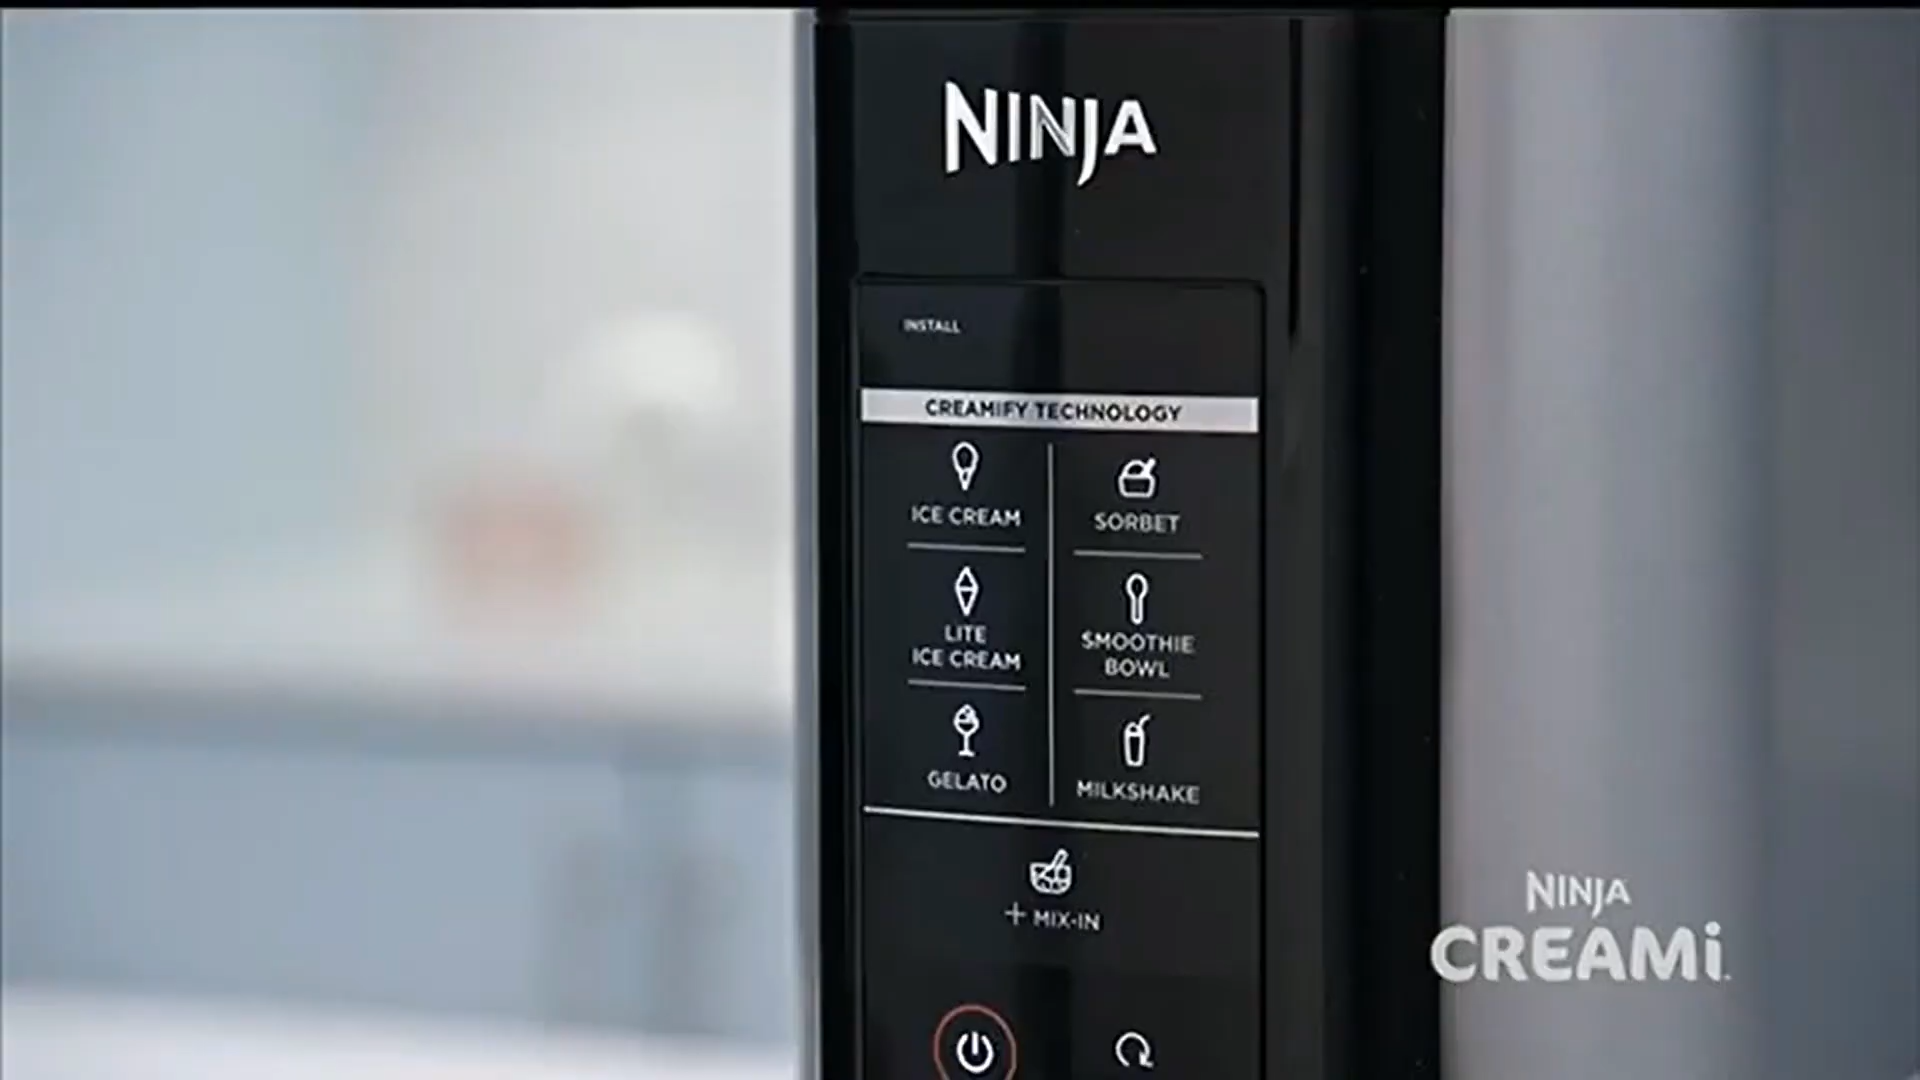 NINJA
INSTALL
CREAMIFY TECHNOLOGY
ICE CREAM
SORBET
LITE
ICE CREAM
SMOOTHIE
BOWL
GELATO
MILKSHAKE
+ MIX-IN
NINJA
CREAMi